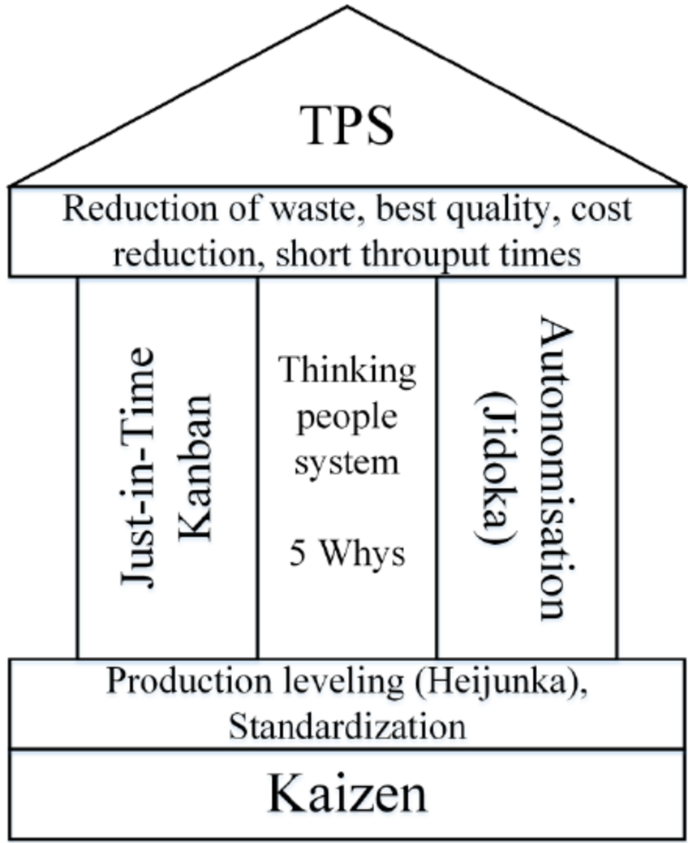 TPS
Reduction of waste, best quality, cost
reduction, short throuput times
Just-in-Time
Kanban
Thinking
people
system
5 Whys
Autonomisation
(Jidoka)
Production leveling (Heijunka),
Standardization
Kaizen